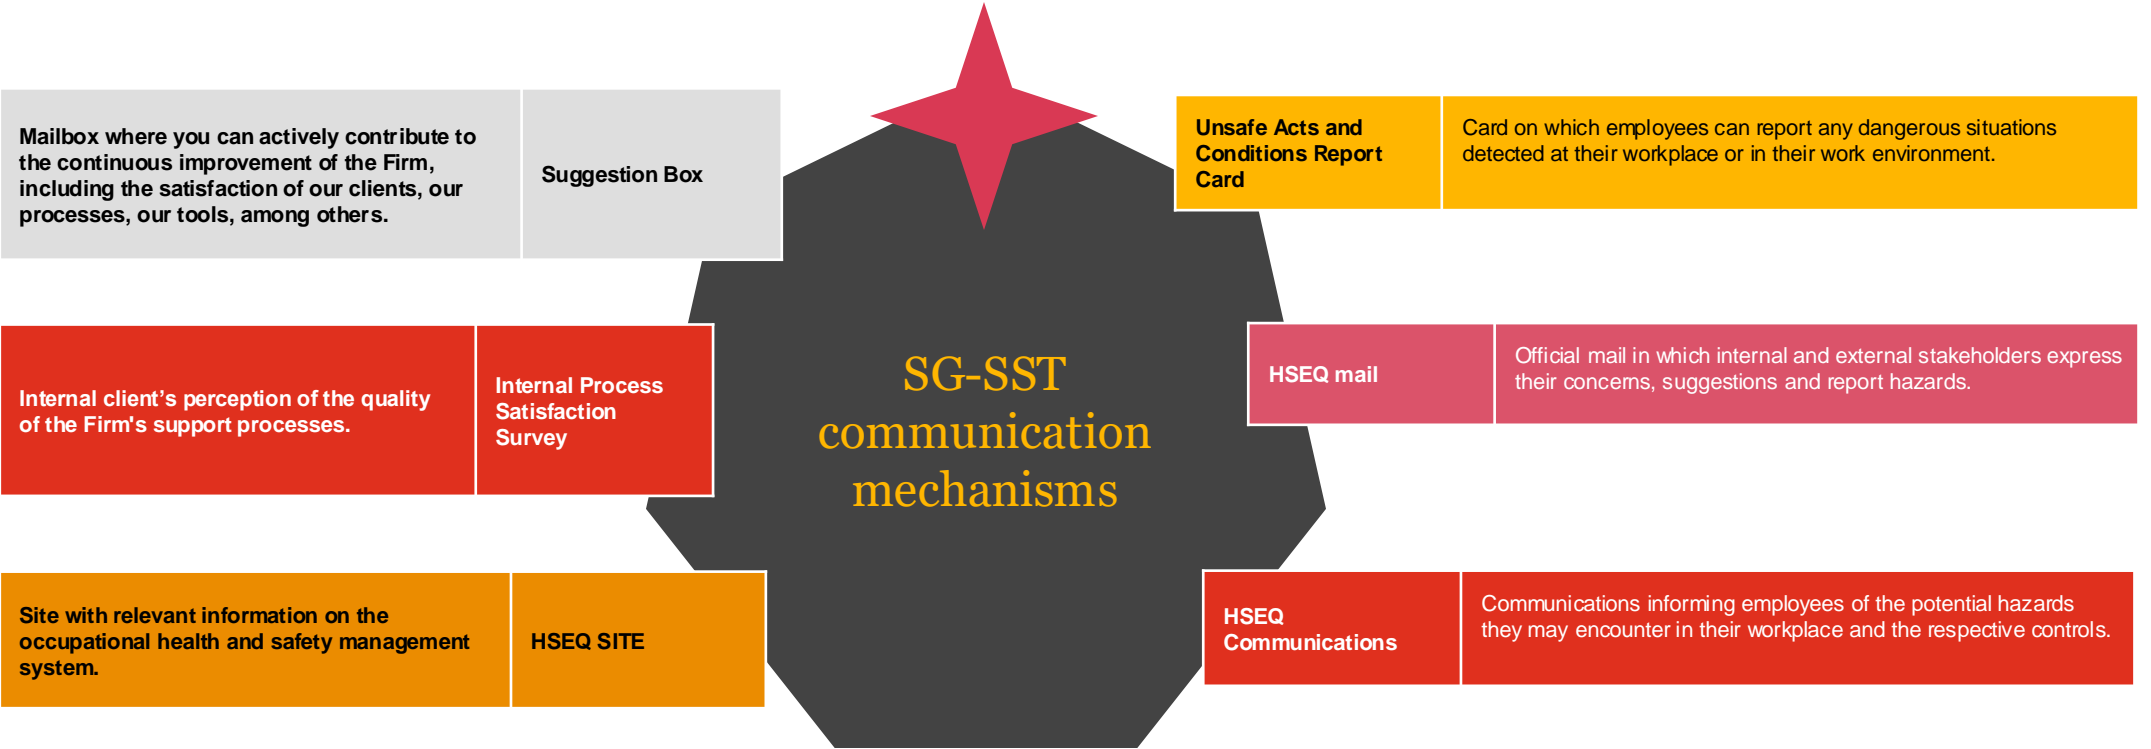 Mailbox where you can actively contribute to
the continuous improvement of the Firm,
including the satisfaction of our clients, our
processes, our tools, among others.
Suggestion Box
Internal client’s perception of the quality
of the Firm's support processes.
Internal Process
Satisfaction
Survey
Site with relevant information on the
occupational health and safety management
system.
HSEQ SITE
SG-SST
communication
mechanisms
Unsafe Acts and
Conditions Report
Card
Card on which employees can report any dangerous situations
detected at their workplace or in their work environment.
HSEQ mail
Official mail in which internal and external stakeholders express
their concerns, suggestions and report hazards.
HSEQ
Communications
Communications informing employees of the potential hazards
they may encounter in their workplace and the respective controls.